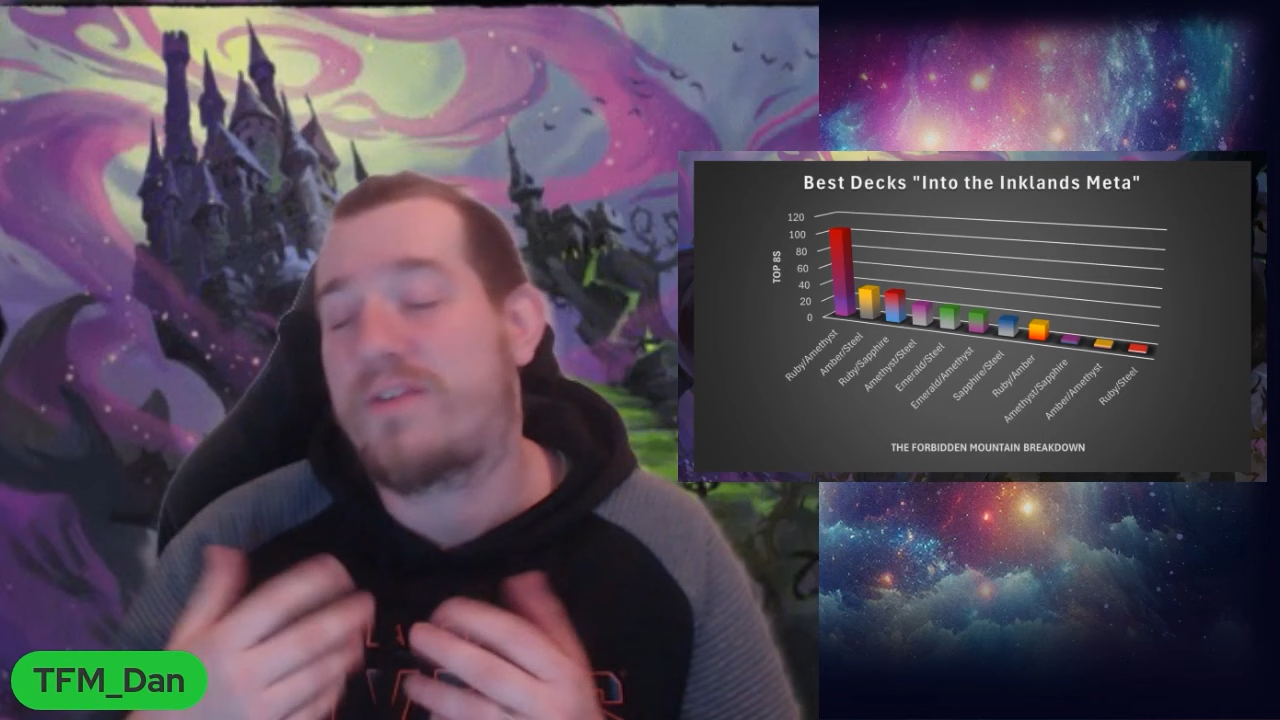 Best Decks "Into the Inklands Meta"
120
100
80
60
40
20
0
TOP 8S
Ruby/Amethyst
Amber/Steel
Ruby/Sapphire
Amethyst/Steel
Emerald/Steel
Emerald/Amethyst
Sapphire/Steel
Ruby/Amber
Amethyst/Sapphire
Amber/Amethyst
Ruby/Steel
THE FORBIDDEN MOUNTAIN BREAKDOWN
TFM_Dan